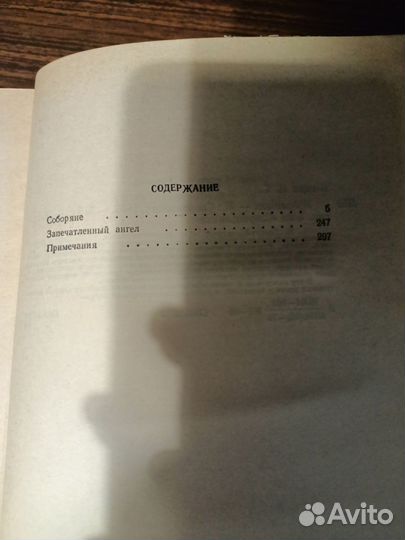 СОДЕРЖАНИЕ
Соборяне . . . . . . . . . . . . . . . . . 5
Запечатленный ангел . . . . . . . . . . . . 247
Примечания . . . . . . . . . . . . . . . . 297
Avito